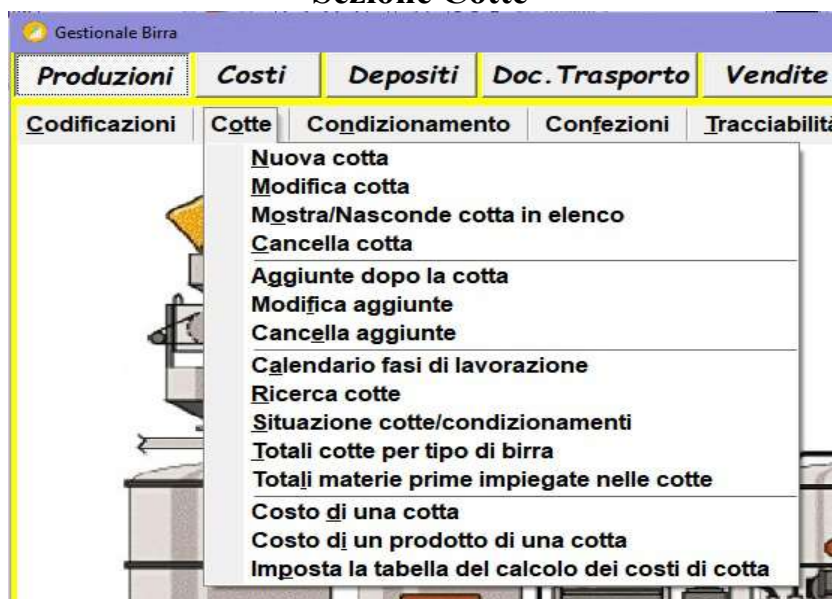 Sezione Cotte
Gestionale Birra
Produzioni Costi Depositi Doc.Trasporto Vendite
Codificazioni Cotte Condizionamento Confezioni Tracciabilità
Nuova cotta
Modifica cotta
Mostra/Nasconde cotta in elenco
Cancella cotta
Aggiunte dopo la cotta
Modifica aggiunte
Cancella aggiunte
Calendario fasi di lavorazione
Ricerca cotte
Situazione cotte/condizionamenti
Totali cotte per tipo di birra
Totali materie prime impiegate nelle cotte
Costo di una cotta
Costo di un prodotto di una cotta
Imposta la tabella del calcolo dei costi di cotta